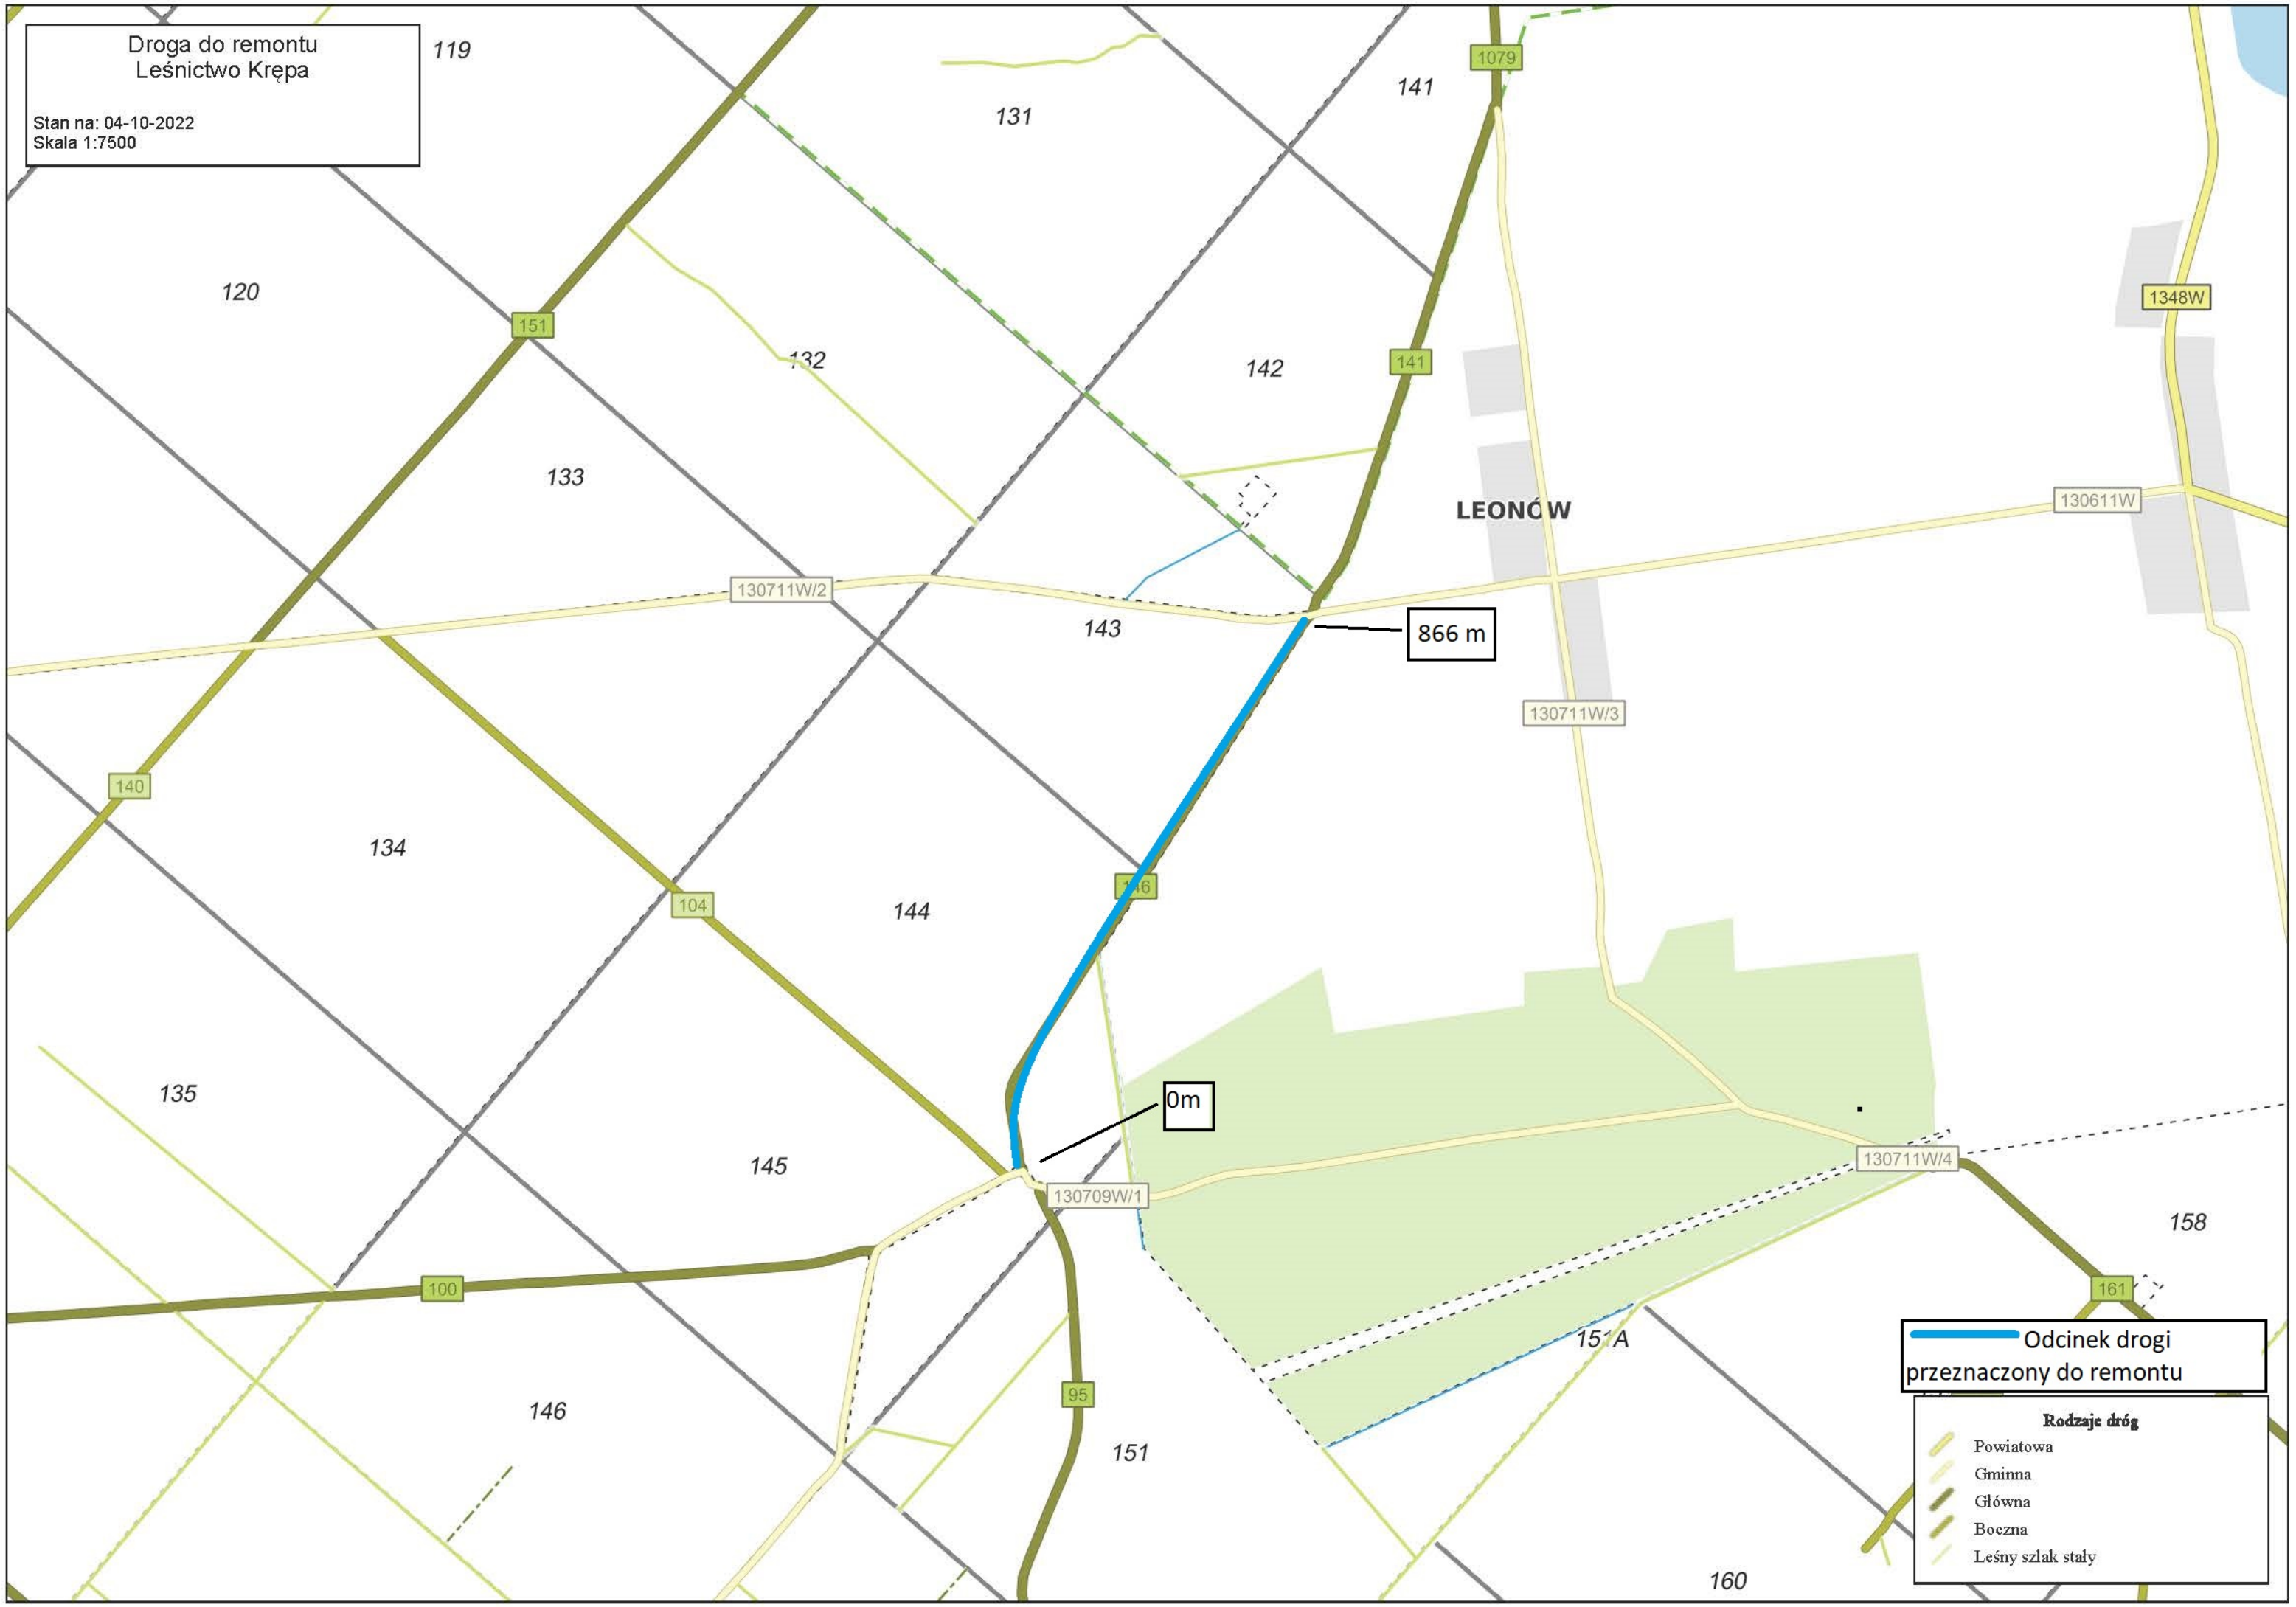 Droga do remontu
Leśnictwo Krępa
Stan na: 04-10-2022
Skala 1:7500
119
131
141
1079
120
151
132
142
141
1348W
133
LEONÓW
130611W
130711W/2
143
866 m
130711W/3
140
134
104
144
146
135
0m
145
130709W/1
130711W/4
158
100
161
151A
Odcinek drogi
przeznaczony do remontu
95
146
151
160
Rodzaje dróg
Powiatowa
Gminna
Główna
Boczna
Leśny szlak stały